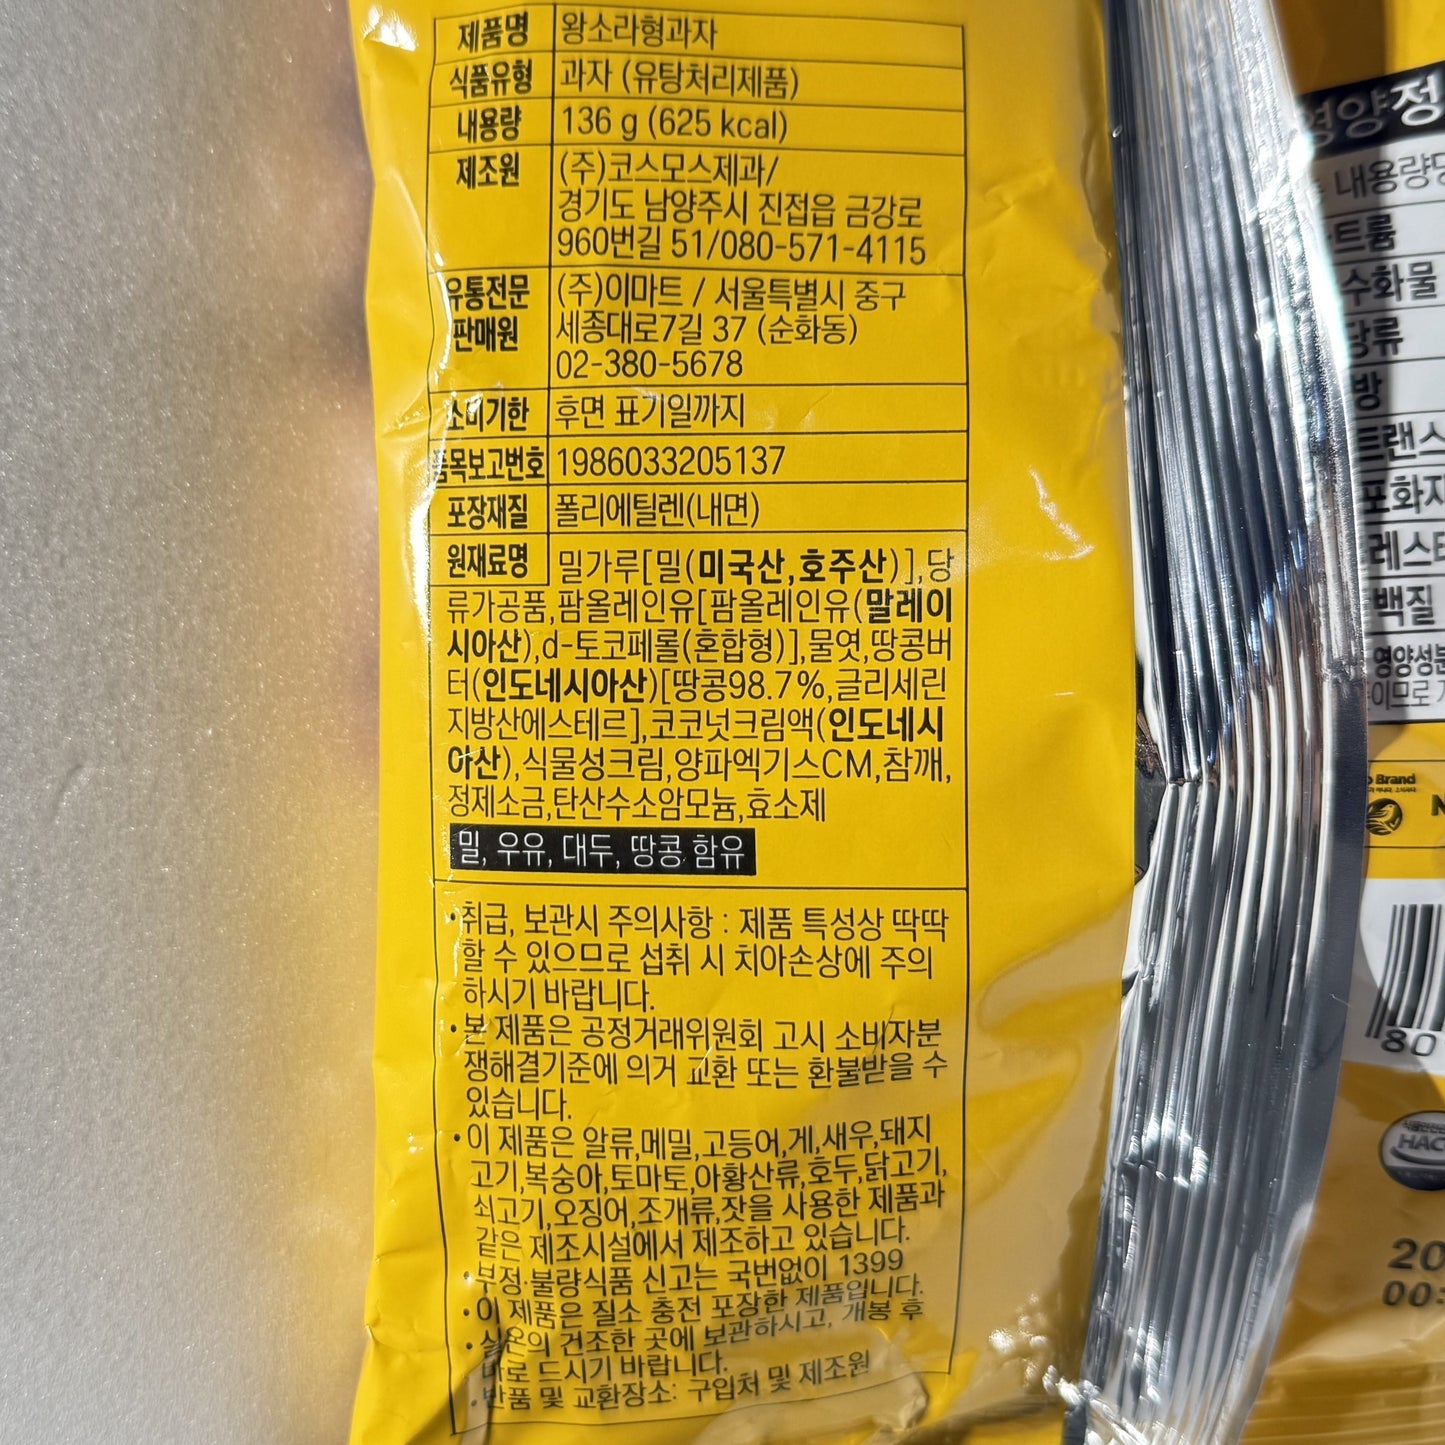 제품명 왕소라형과자
식품유형 과자 (유탕처리제품)
내용량 136 g (625 kcal)
제조원 (주)코스모스제과/
경기도 남양주시 진접읍 금강로
960번길 51/080-571-4115
유통전문 (주)이마트 / 서울특별시 중구
판매원 세종대로7길 37 (순화동)
02-380-5678
소비기한 후면 표기일까지
품목보고번호 1986033205137
포장재질 폴리에틸렌(내면)
원재료명 밀가루[밀(미국산,호주산)],당
류가공품,팜올레인유[팜올레인유(말레이
시아산),d-토코페롤(혼합형)],물엿,땅콩버
터(인도네시아산)[땅콩98.7%,글리세린
지방산에스테르],코코넛크림액(인도네시
아산),식물성크림,양파엑기스CM,참깨,
정제소금,탄산수소암모늄,효소제
밀, 우유, 대두, 땅콩 함유
•취급, 보관시 주의사항 : 제품 특성상 딱딱
할 수 있으므로 섭취 시 치아손상에 주의
하시기 바랍니다.
•본 제품은 공정거래위원회 고시 소비자분
쟁해결기준에 의거 교환 또는 환불받을 수
있습니다.
•이 제품은 알류,메밀,고등어,게,새우,돼지
고기,복숭아,토마토,아황산류,호두,닭고기,
쇠고기,오징어,조개류,잣을 사용한 제품과
같은 제조시설에서 제조하고 있습니다.
•부정·불량식품 신고는 국번없이 1399
•이 제품은 질소 충전 포장한 제품입니다.
•실온의 건조한 곳에 보관하시고, 개봉 후
바로 드시기 바랍니다.
•반품 및 교환장소: 구입처 및 제조원
영양정
내용량당
트륨
수화물
당류
방
트랜스
포화지
레스테
백질
영양성분
이므로
Brand
80
HAC
20
00: